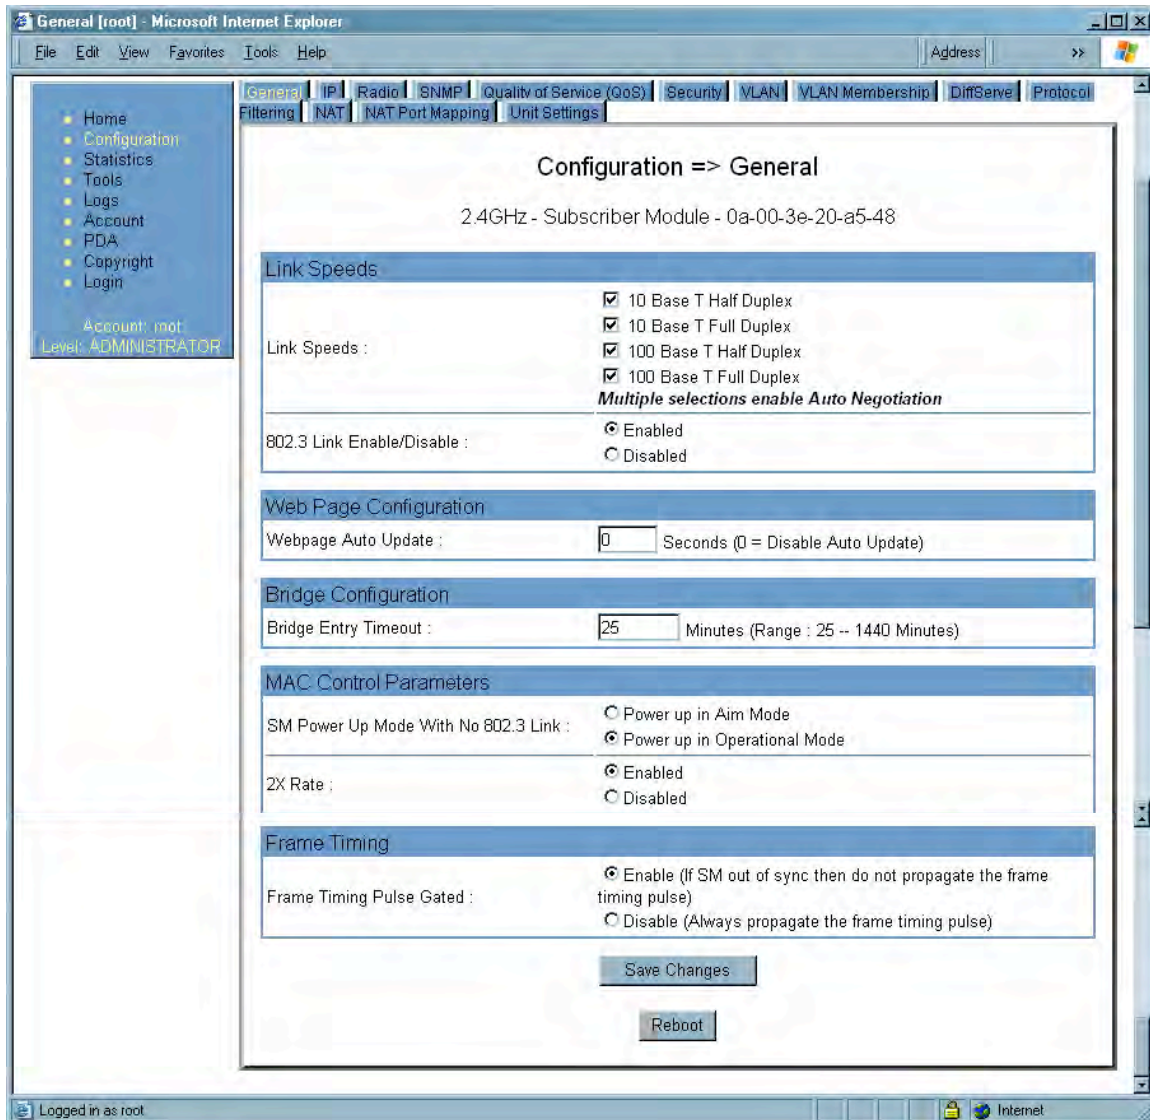 General [root] - Microsoft Internet Explorer
File Edit View Favorites Tools Help Address »
General IP Radio SNMP Quality of Service (QoS) Security VLAN VLAN Membership DiffServe Protocol
Filtering NAT NAT Port Mapping Unit Settings
Home
Configuration
Statistics
Tools
Logs
Account
PDA
Copyright
Login
Account: root
Level: ADMINISTRATOR
Configuration => General
2.4GHz - Subscriber Module - 0a-00-3e-20-a5-48
Link Speeds
Link Speeds :
10 Base T Half Duplex
10 Base T Full Duplex
100 Base T Half Duplex
100 Base T Full Duplex
Multiple selections enable Auto Negotiation
802.3 Link Enable/Disable :
Enabled
Disabled
Web Page Configuration
Webpage Auto Update : 0 Seconds (0 = Disable Auto Update)
Bridge Configuration
Bridge Entry Timeout : 25 Minutes (Range : 25 -- 1440 Minutes)
MAC Control Parameters
SM Power Up Mode With No 802.3 Link :
Power up in Aim Mode
Power up in Operational Mode
2X Rate :
Enabled
Disabled
Frame Timing
Frame Timing Pulse Gated :
Enable (If SM out of sync then do not propagate the frame
timing pulse)
Disable (Always propagate the frame timing pulse)
Save Changes
Reboot
Logged in as root Internet